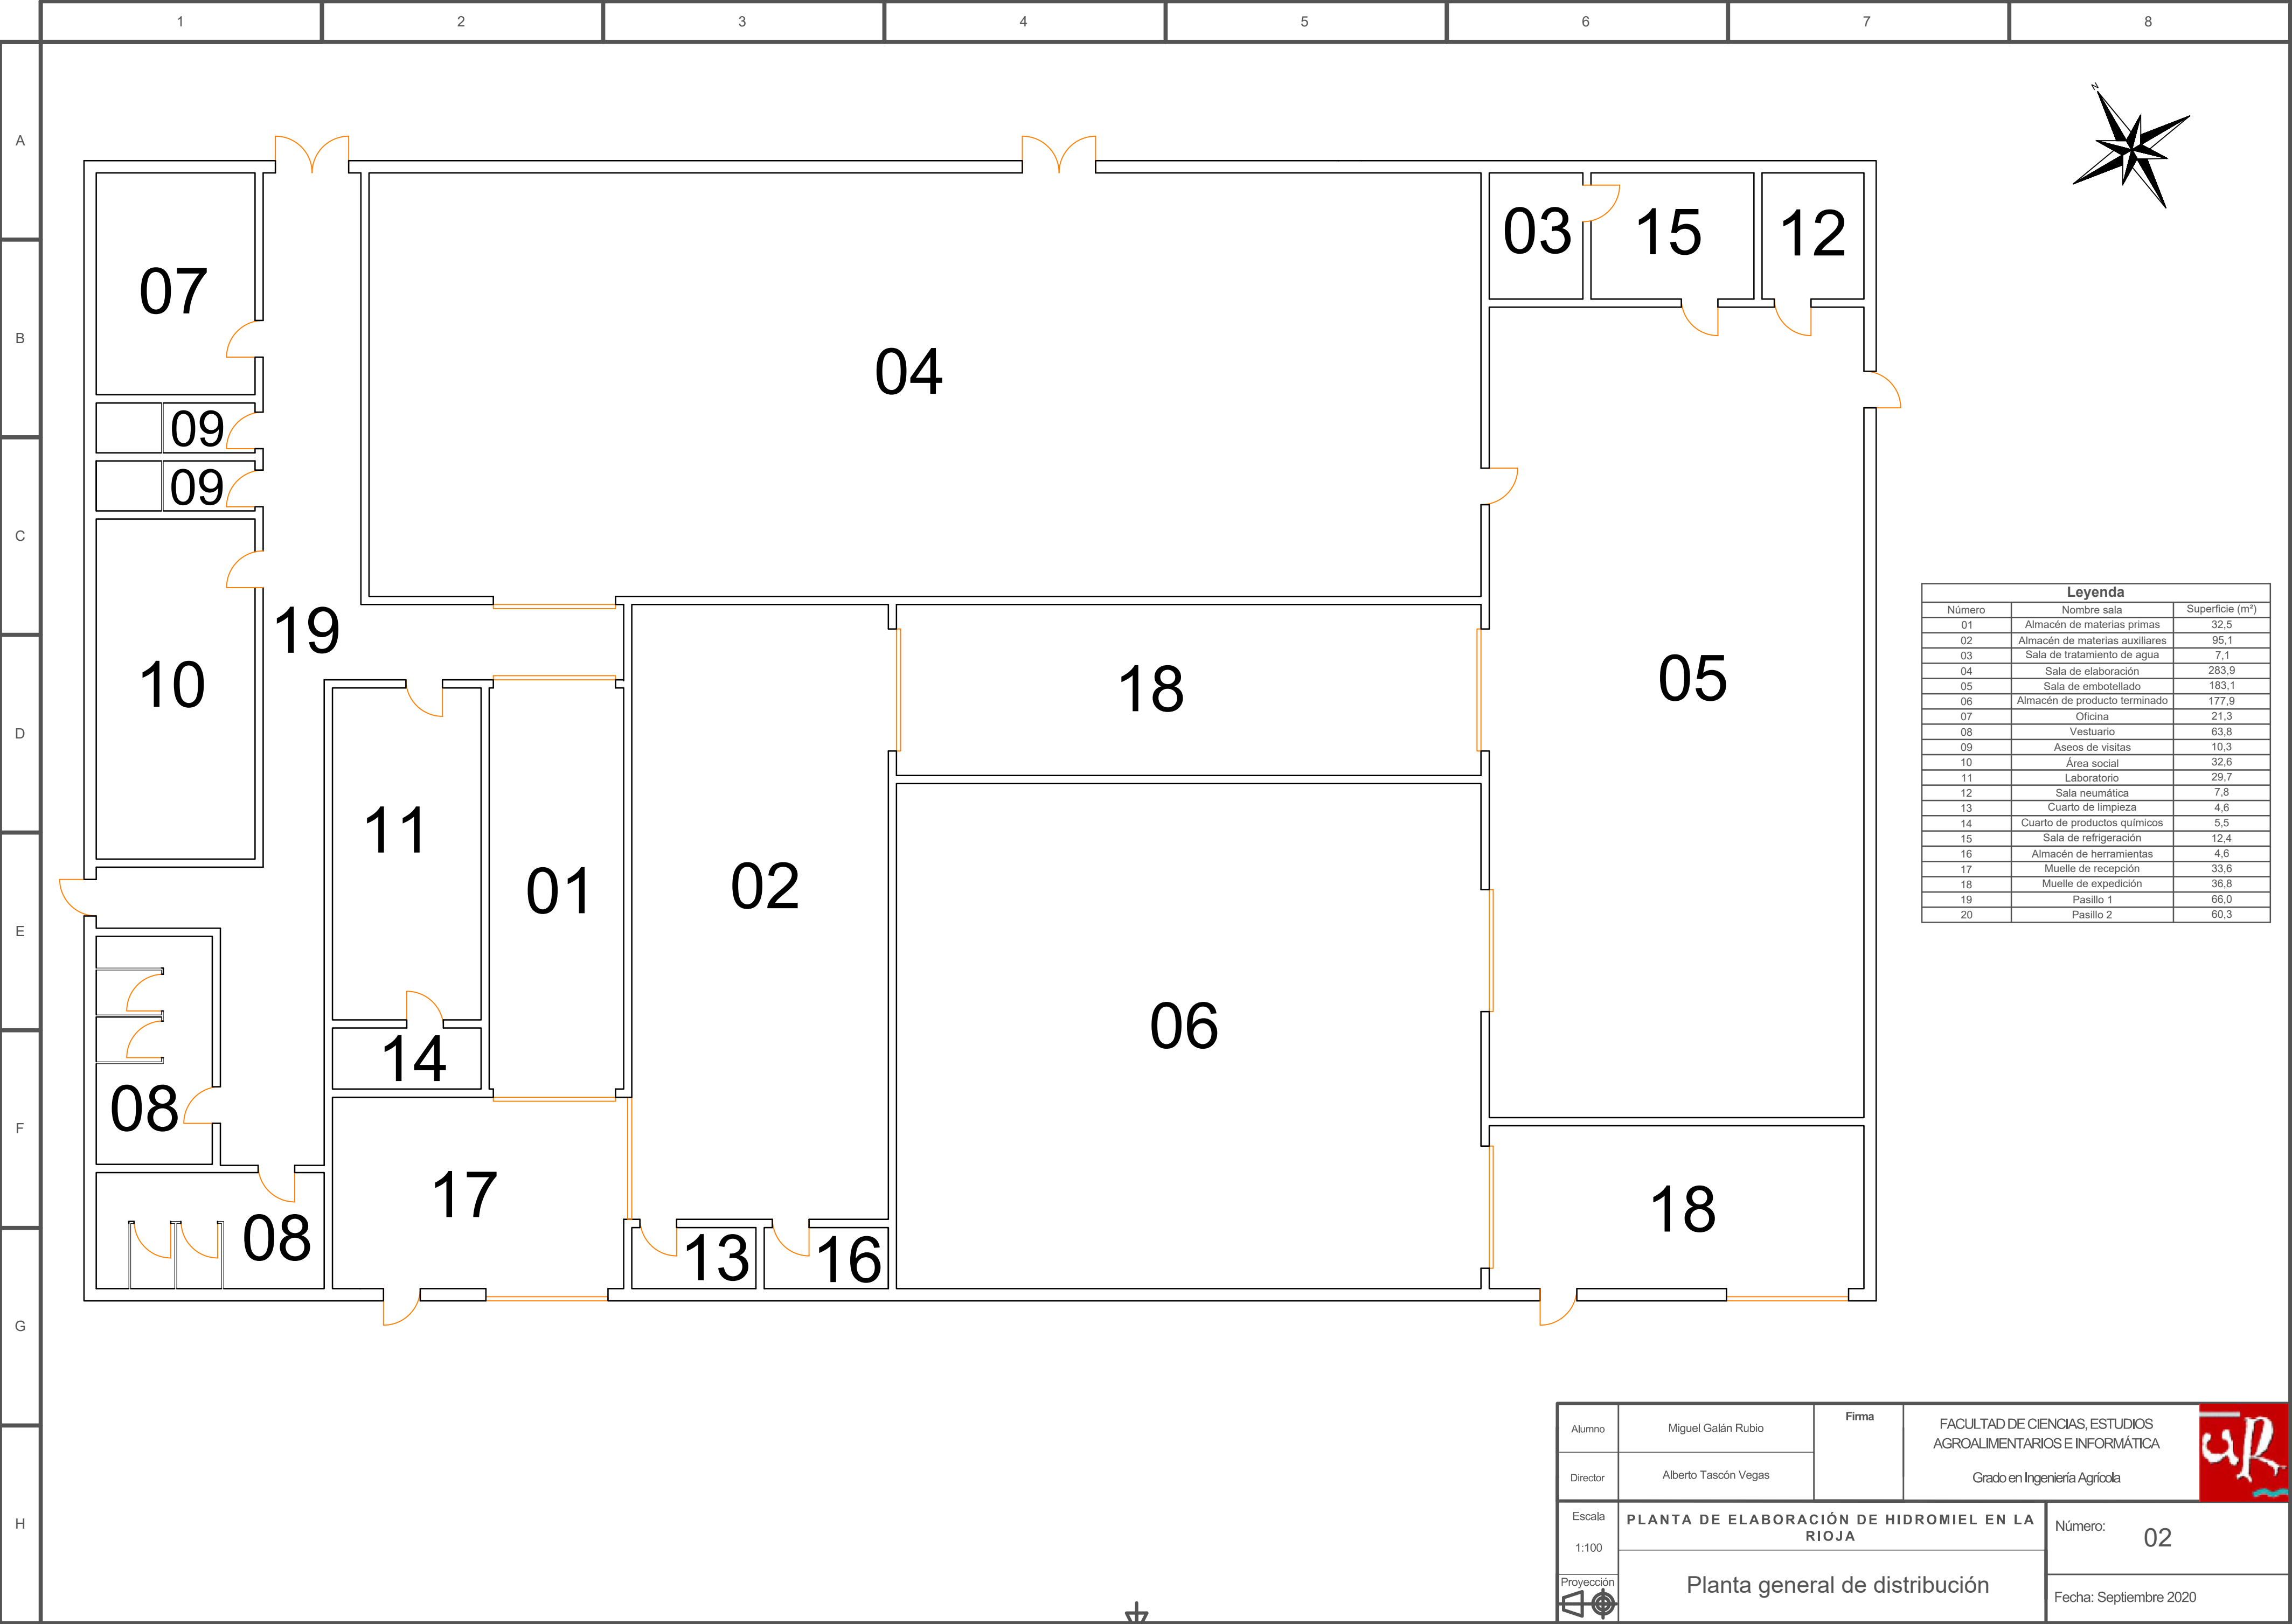 1 2 3 4 5 6 7 8
A
B
C
D
E
F
G
H
N
07
09
09
10
19
04
03 15 12
05
18
11
01
02
06
14
08
08
17
13 16
18
Leyenda
Número Nombre sala Superficie (m²)
01 Almacén de materias primas 32,5
02 Almacén de materias auxiliares 95,1
03 Sala de tratamiento de agua 7,1
04 Sala de elaboración 283,9
05 Sala de embotellado 183,1
06 Almacén de producto terminado 177,9
07 Oficina 21,3
08 Vestuario 63,8
09 Aseos de visitas 10,3
10 Área social 32,6
11 Laboratorio 29,7
12 Sala neumática 7,8
13 Cuarto de limpieza 4,6
14 Cuarto de productos químicos 5,5
15 Sala de refrigeración 12,4
16 Almacén de herramientas 4,6
17 Muelle de recepción 33,6
18 Muelle de expedición 36,8
19 Pasillo 1 66,0
20 Pasillo 2 60,3
Alumno Miguel Galán Rubio
Director Alberto Tascón Vegas
Firma
FACULTAD DE CIENCIAS, ESTUDIOS
AGROALIMENTARIOS E INFORMÁTICA
Grado en Ingeniería Agrícola
uR
Escala
1:100
Proyección
PLANTA DE ELABORACIÓN DE HIDROMIEL EN LA
RIOJA
Planta general de distribución
Número: 02
Fecha: Septiembre 2020